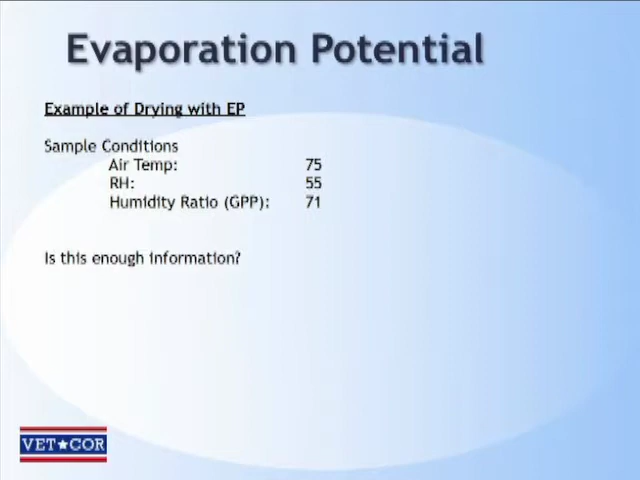 Evaporation Potential
Example of Drying with EP
Sample Conditions
Air Temp: 75
RH: 55
Humidity Ratio (GPP): 71
Is this enough information?
VET★COR